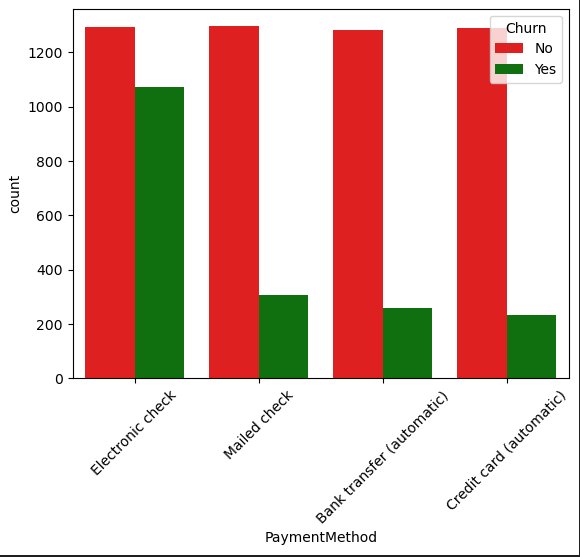 Churn
No
Yes
1200
1000
800
600
400
200
0
count
Electronic check
Mailed check
Bank transfer (automatic)
Credit card (automatic)
PaymentMethod